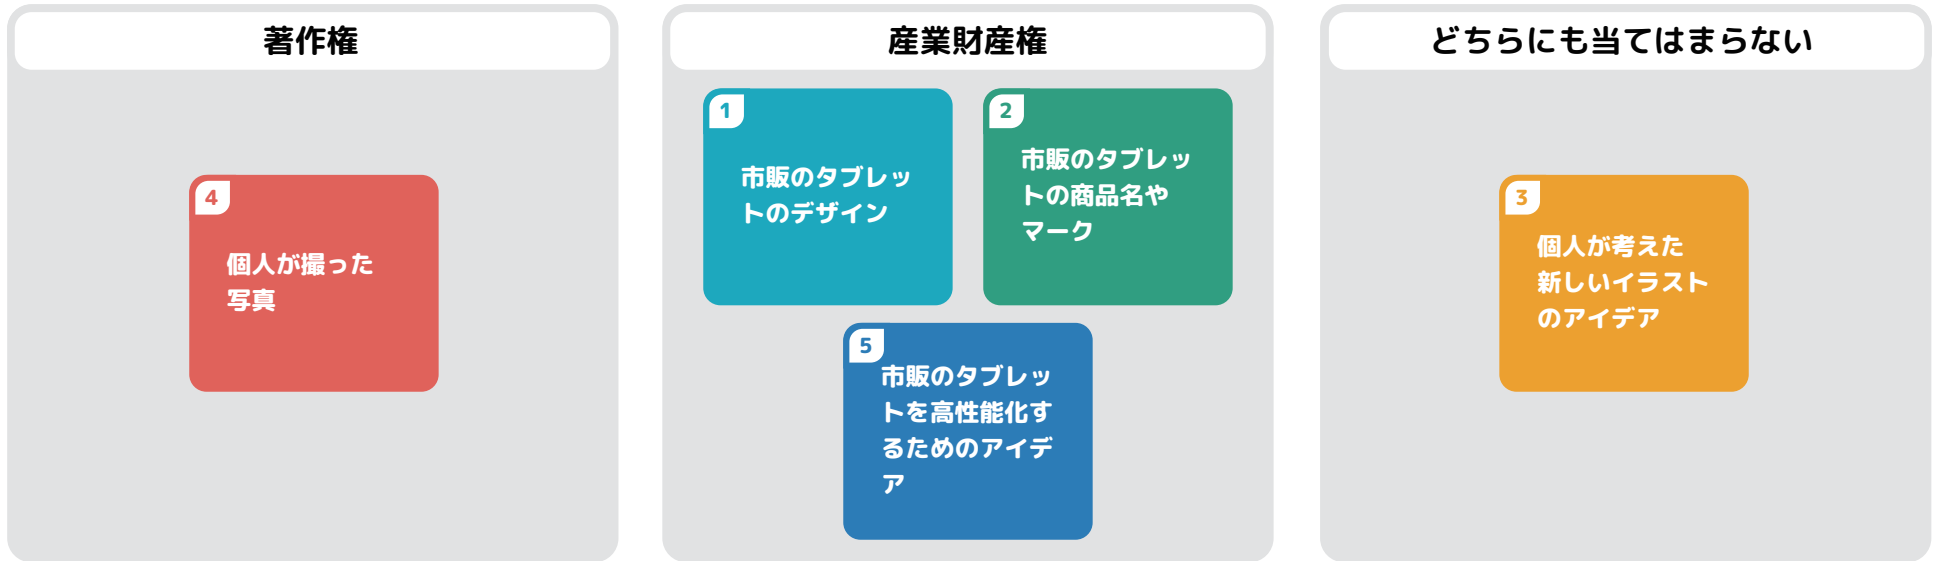 著作権
4
個人が撮った
写真
産業財産権
1
市販のタブレッ
トのデザイン
2
市販のタブレッ
トの商品名や
マーク
5
市販のタブレッ
トを高性能化す
るためのアイデ
ア
どちらにも当てはまらない
3
個人が考えた
新しいイラスト
のアイデア